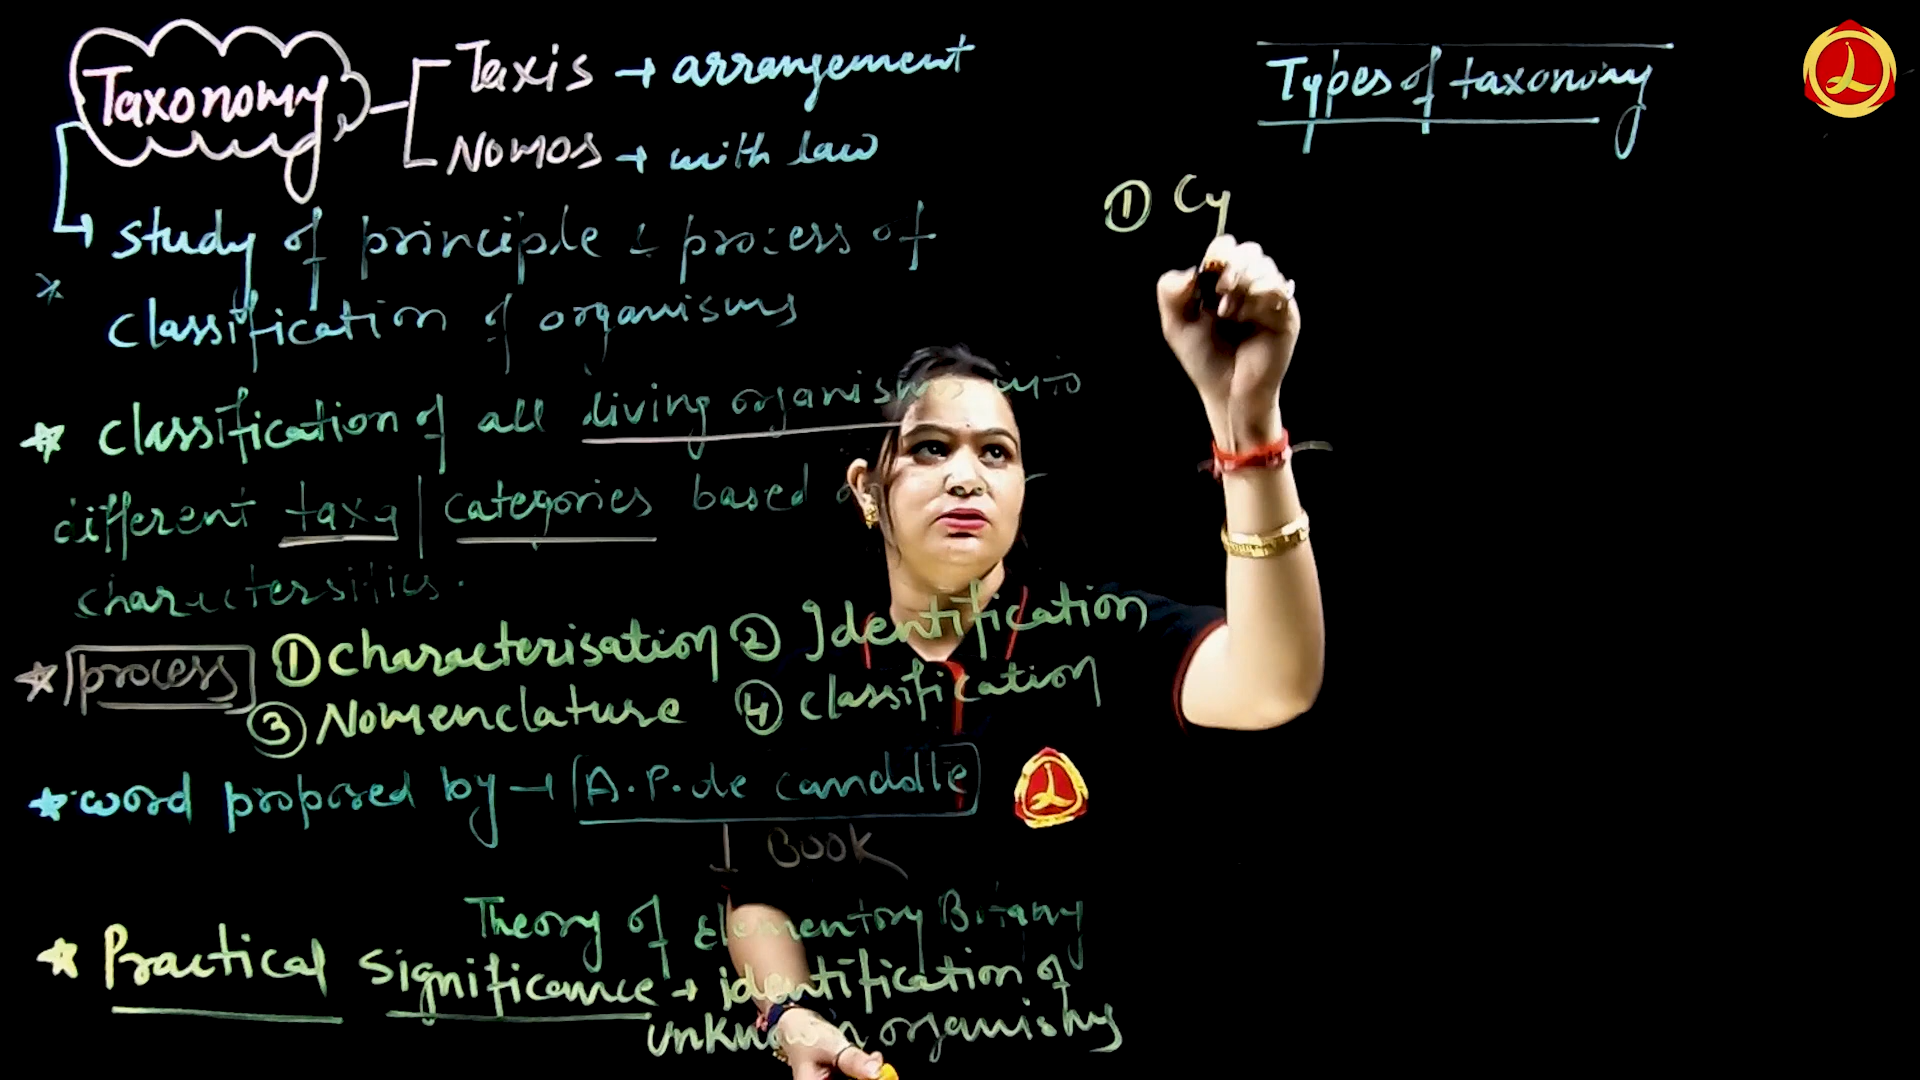 Taxonomy
Taxis → arrangement
Nomos → with law
study of principle & process of
classification of organisms
classification of all living organisms into
different taxa | categories based on
charactersitics.
process ① characterisation ② Identification
③ Nomenclature ④ classification
word proposed by → A.P.de candolle
↓ Book
Theory of Elementory Botany
Practical significance → identification of
unknown organisms
Types of taxonomy
① Cy